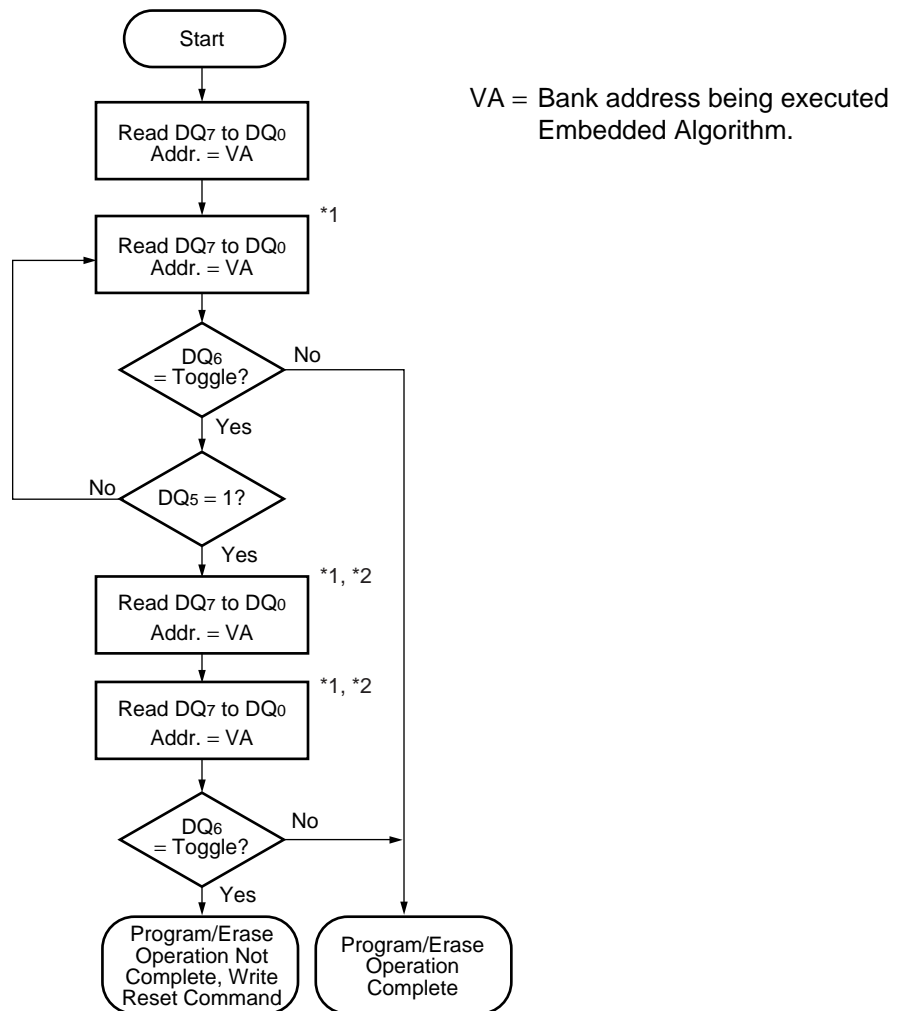 Start
VA = Bank address being executed
Embedded Algorithm.
Read DQ7 to DQ0
Addr. = VA
*1
Read DQ7 to DQ0
Addr. = VA
DQ6
= Toggle?
No
Yes
No
DQ5 = 1?
Yes
*1, *2
Read DQ7 to DQ0
Addr. = VA
*1, *2
Read DQ7 to DQ0
Addr. = VA
DQ6
= Toggle?
No
Yes
Program/Erase
Operation Not
Complete, Write
Reset Command
Program/Erase
Operation
Complete